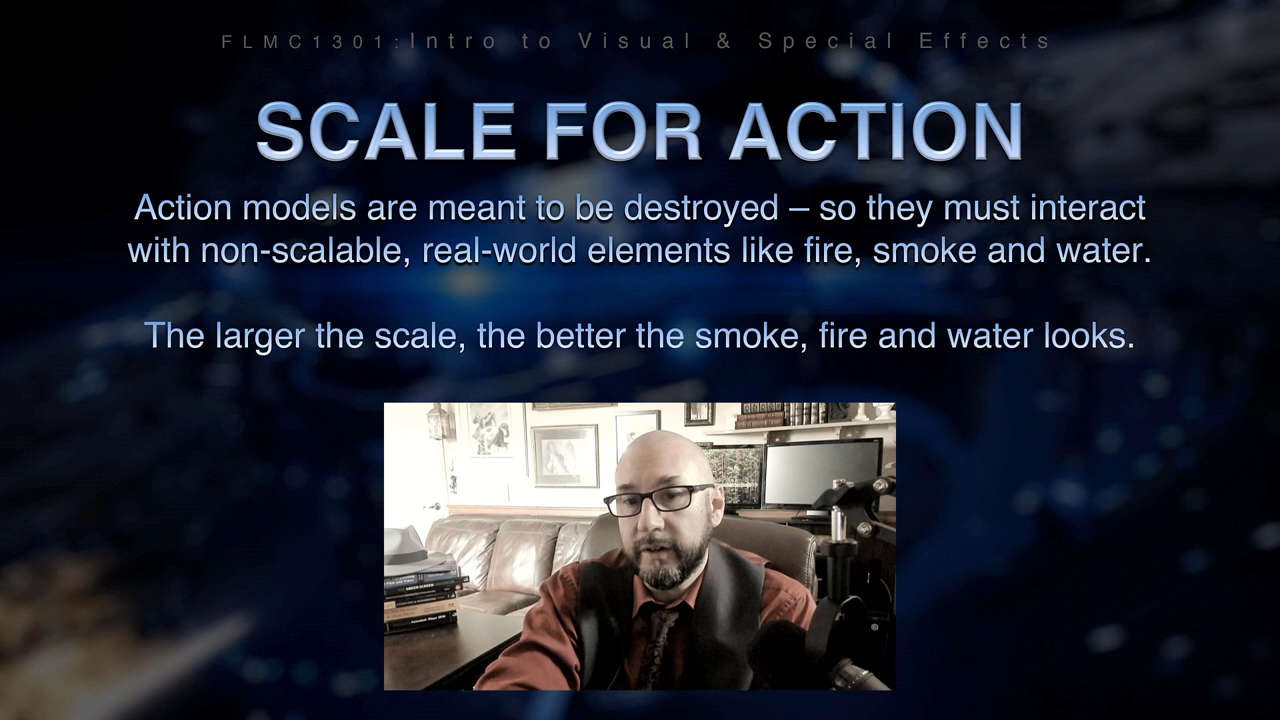 FLMC1301: Intro to Visual & Special Effects
SCALE FOR ACTION
Action models are meant to be destroyed – so they must interact
with non-scalable, real-world elements like fire, smoke and water.
The larger the scale, the better the smoke, fire and water looks.
GREEN SCREEN